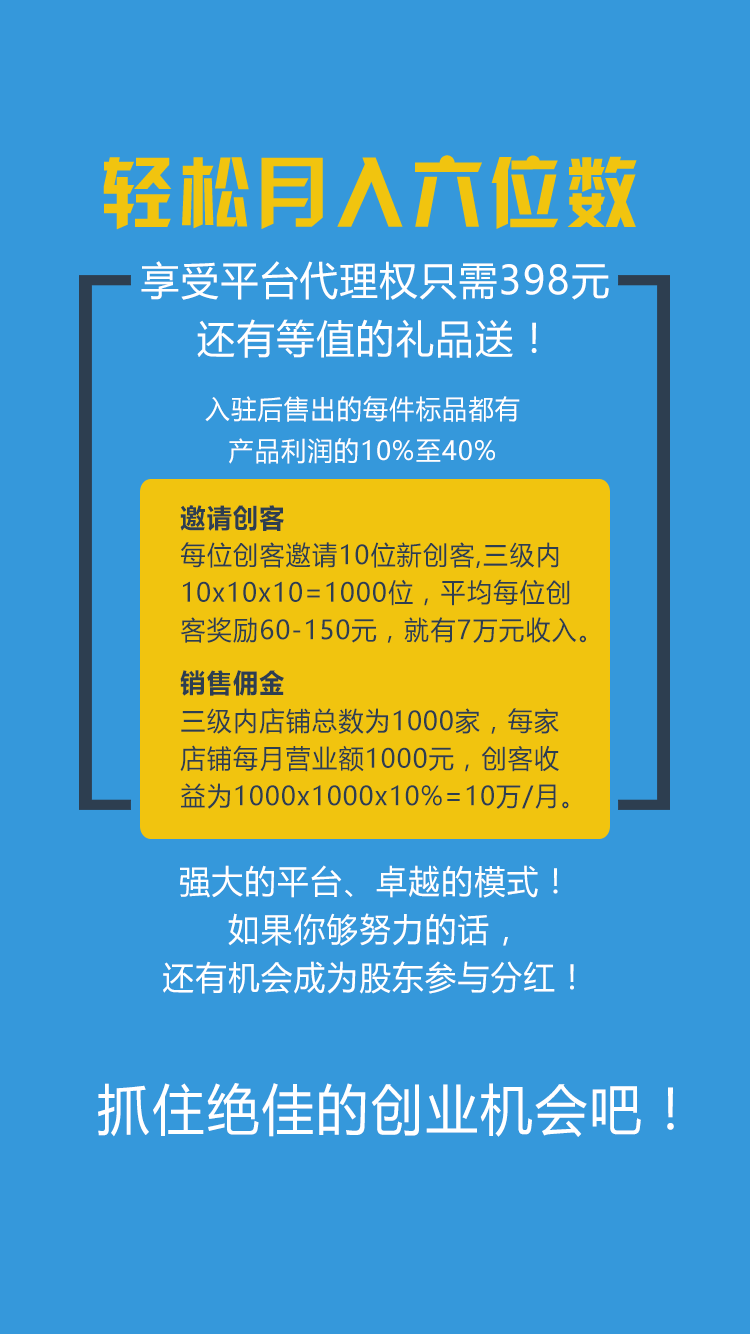 轻松月入六位数
享受平台代理权只需398元
还有等值的礼品送！
入驻后售出的每件标品都有
产品利润的10%至40%
邀请创客
每位创客邀请10位新创客,三级内
10x10x10=1000位，平均每位创
客奖励60-150元，就有7万元收入。
销售佣金
三级内店铺总数为1000家，每家
店铺每月营业额1000元，创客收
益为1000x1000x10%=10万/月。
强大的平台、卓越的模式！
如果你够努力的话，
还有机会成为股东参与分红！
抓住绝佳的创业机会吧！